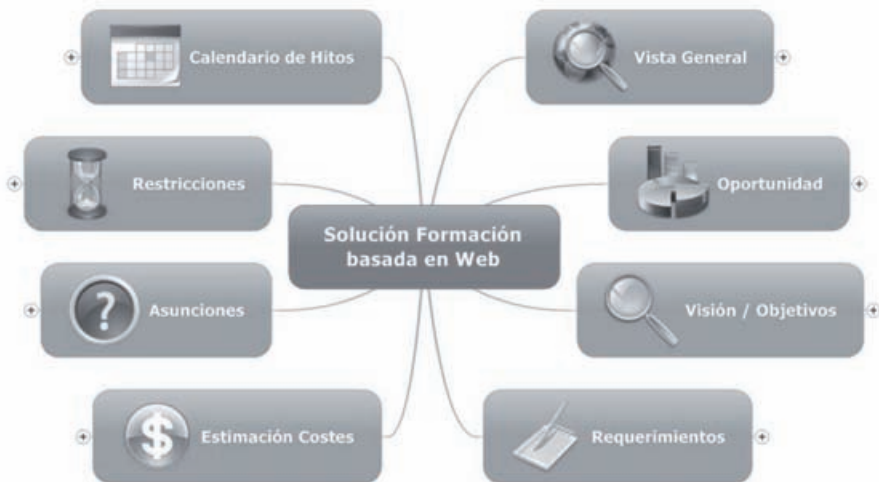 Calendario de Hitos
Vista General
Restricciones
Oportunidad
Solución Formación
basada en Web
Asunciones
?
Visión / Objetivos
$
Estimación Costes
Requerimientos